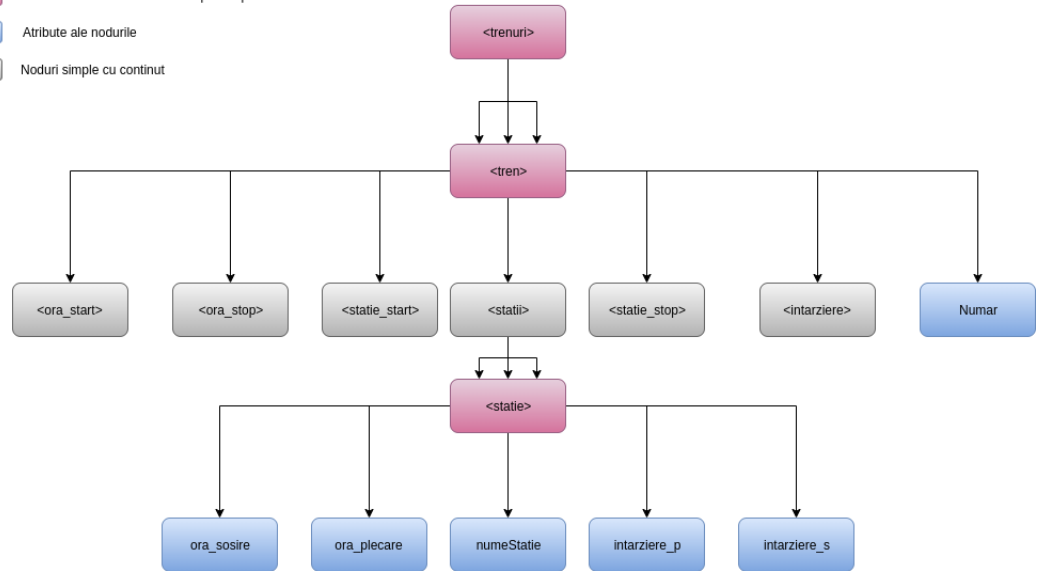 Atribute ale nodurile
Noduri simple cu continut
<trenuri>
<tren>
<ora_start>
<ora_stop>
<statie_start>
<statii>
<statie_stop>
<intarziere>
Numar
<statie>
ora_sosire
ora_plecare
numeStatie
intarziere_p
intarziere_s